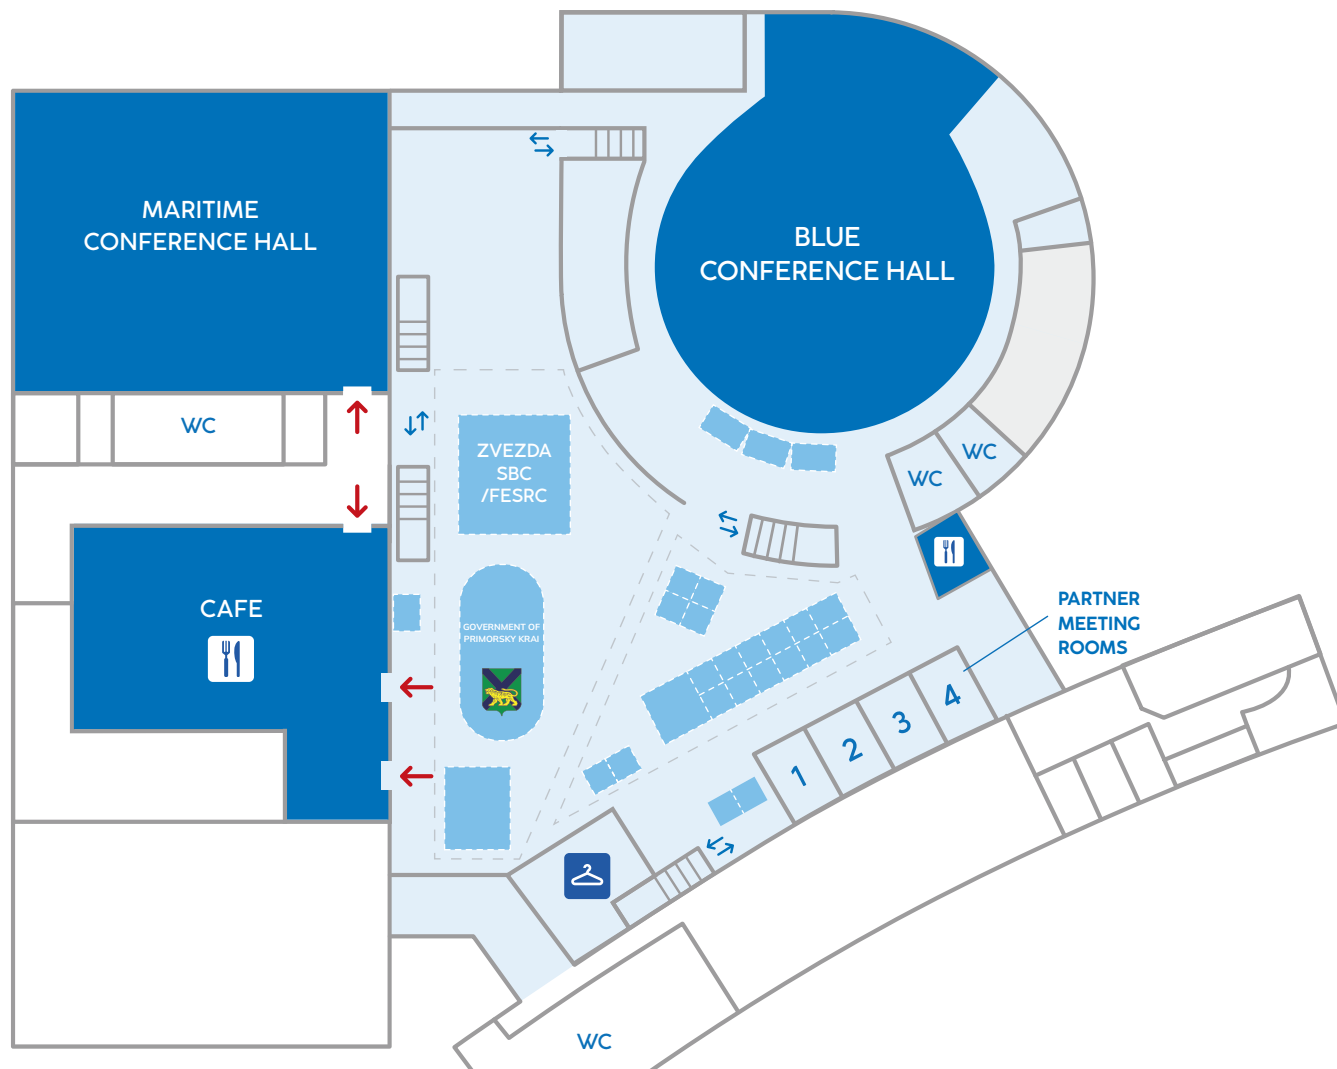 MARITIME
CONFERENCE HALL
BLUE
CONFERENCE HALL
WC
ZVEZDA
SBC
/FESRC
WC
WC
CAFE
GOVERNMENT OF
PRIMORSKY KRAI
PARTNER
MEETING
ROOMS
1
2
3
4
WC